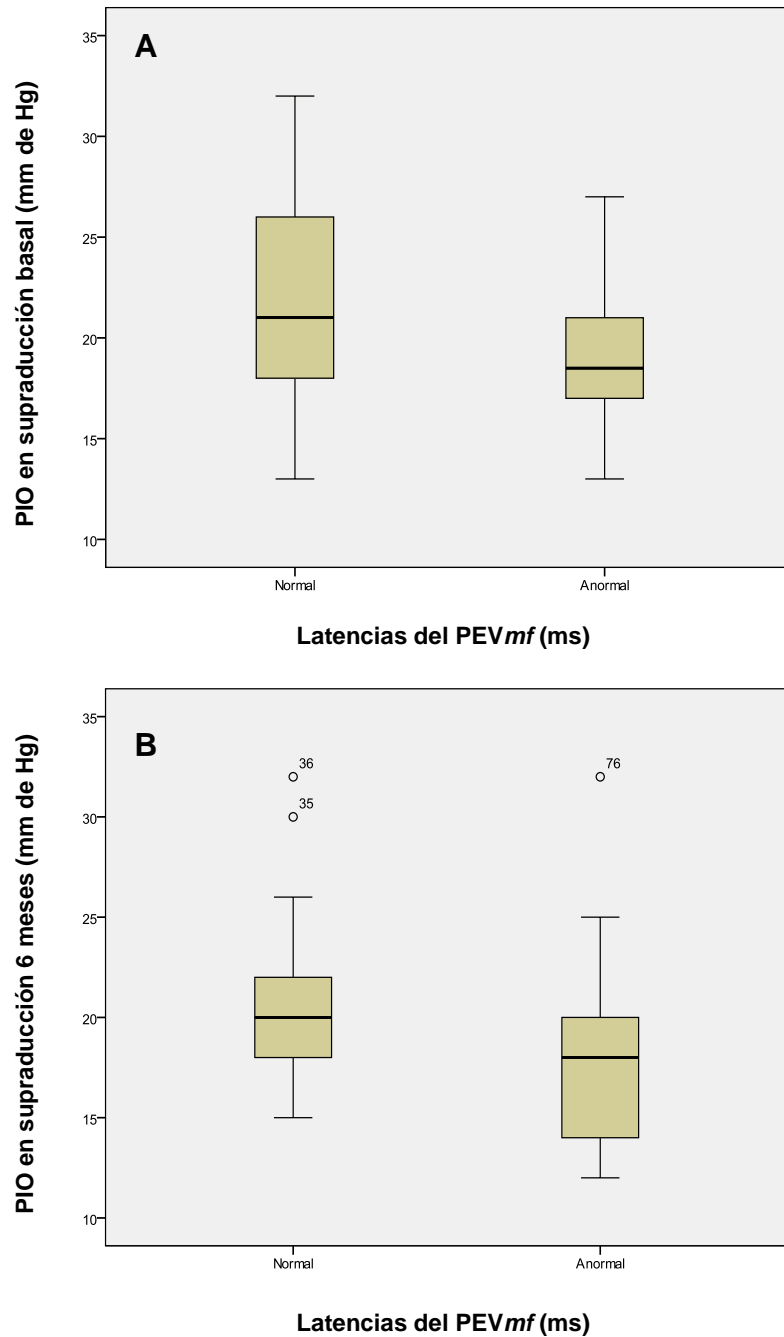 A
PIO en supraducción basal (mm de Hg)
35
30
25
20
15
10
Normal
Anormal
Latencias del PEVmf (ms)
B
PIO en supraducción 6 meses (mm de Hg)
35
30
25
20
15
10
36
35
76
Normal
Anormal
Latencias del PEVmf (ms)